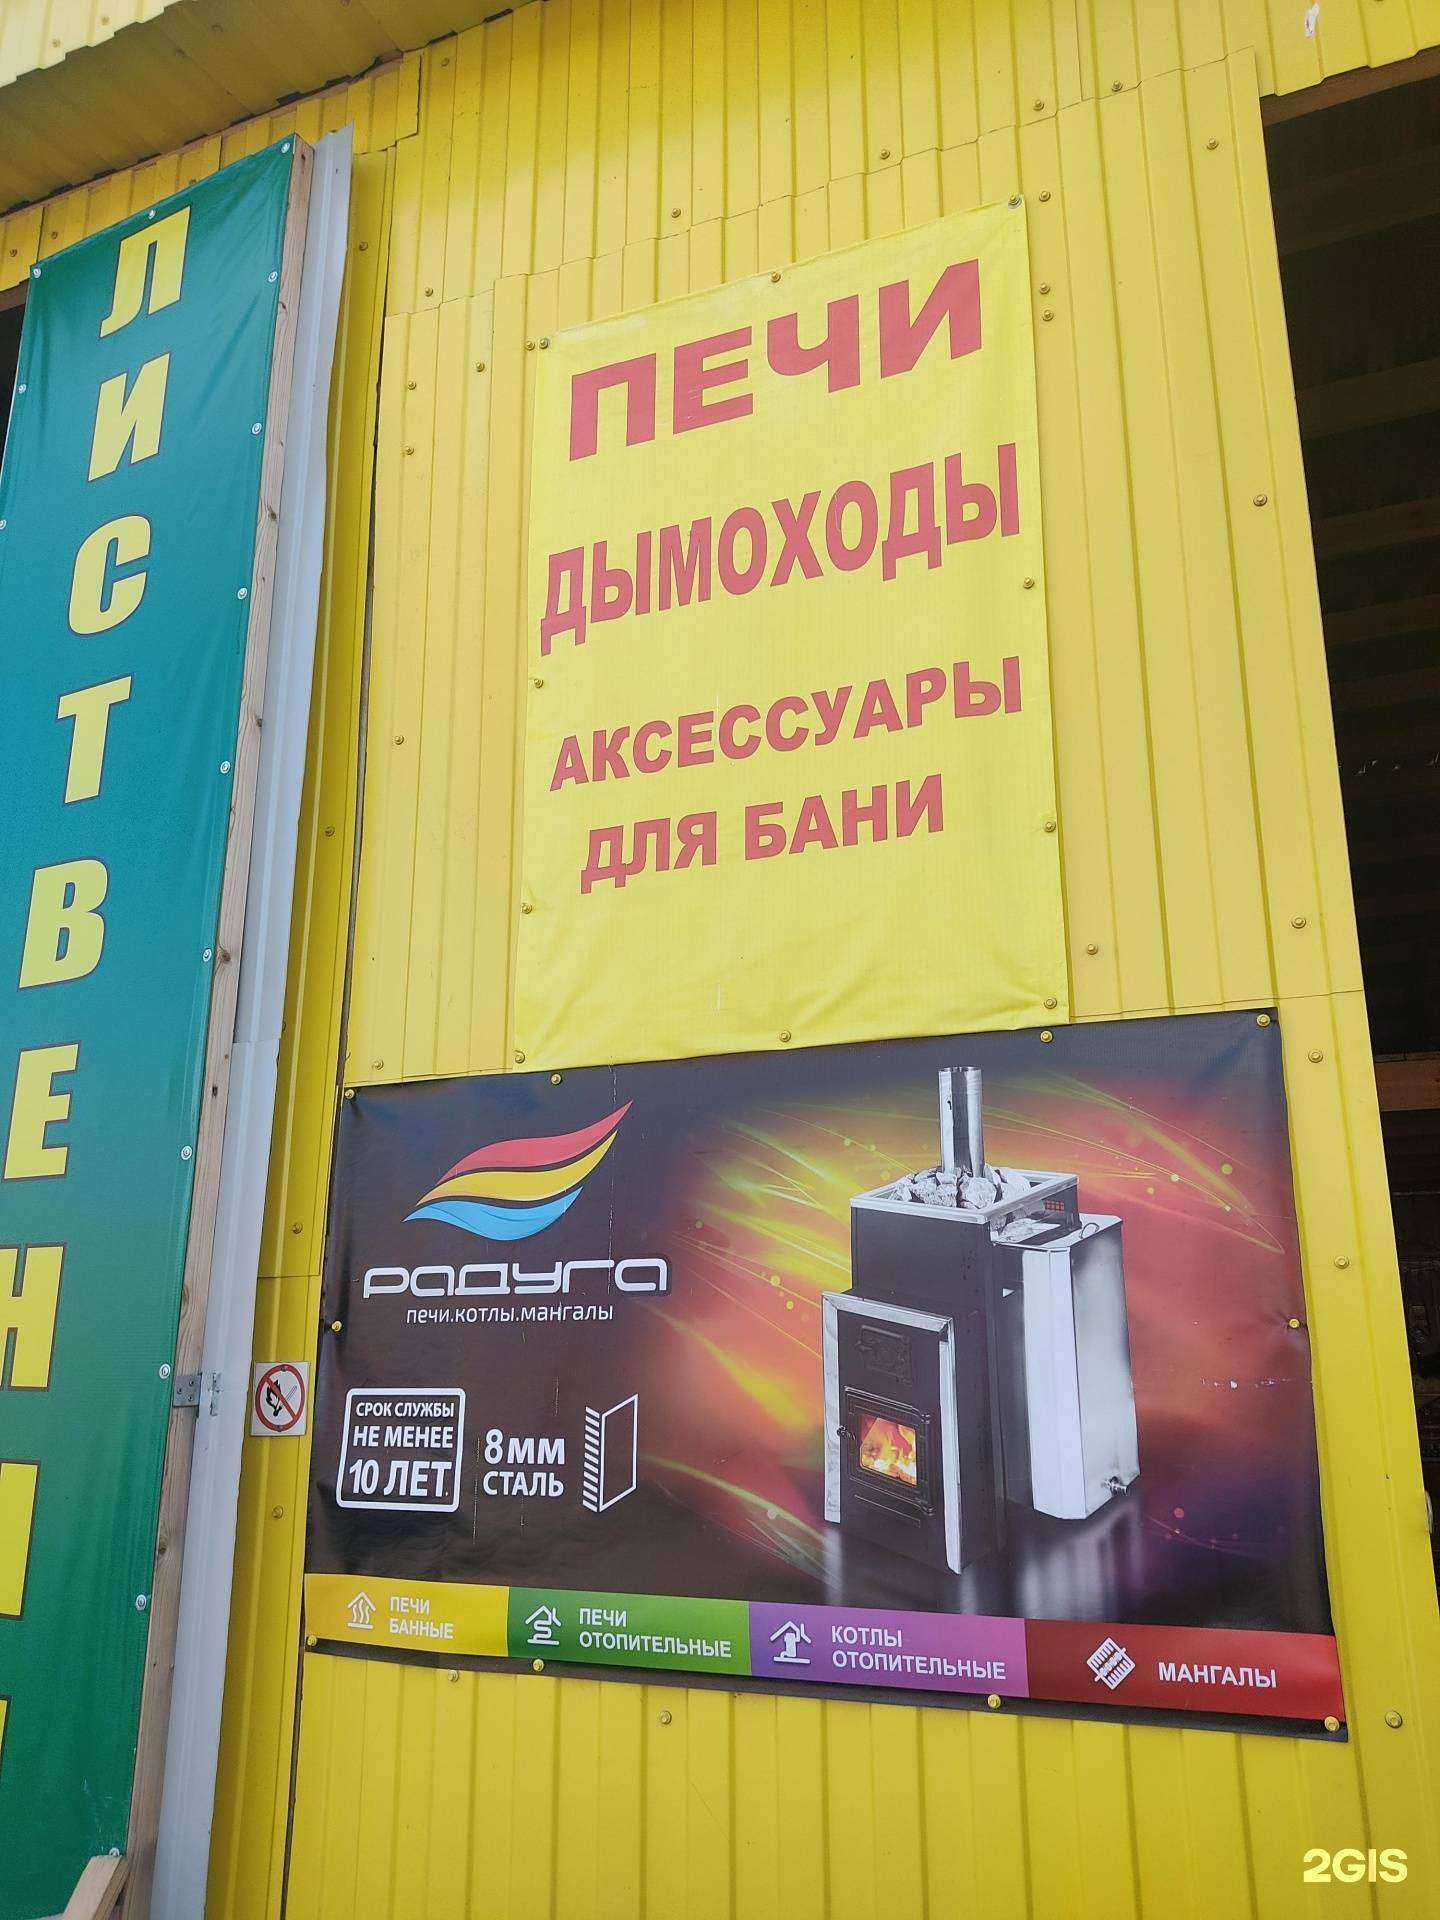 ЛИСТВЕНН
ПЕЧИ
ДЫМОХОДЫ
АКСЕССУАРЫ
ДЛЯ БАНИ
Радуга
печи.котлы.мангалы
СРОК СЛУЖБЫ
НЕ МЕНЕЕ
10 ЛЕТ
8 ММ
СТАЛЬ
ПЕЧИ
БАННЫЕ
ПЕЧИ
ОТОПИТЕЛЬНЫЕ
КОТЛЫ
ОТОПИТЕЛЬНЫЕ
МАНГАЛЫ
2GIS